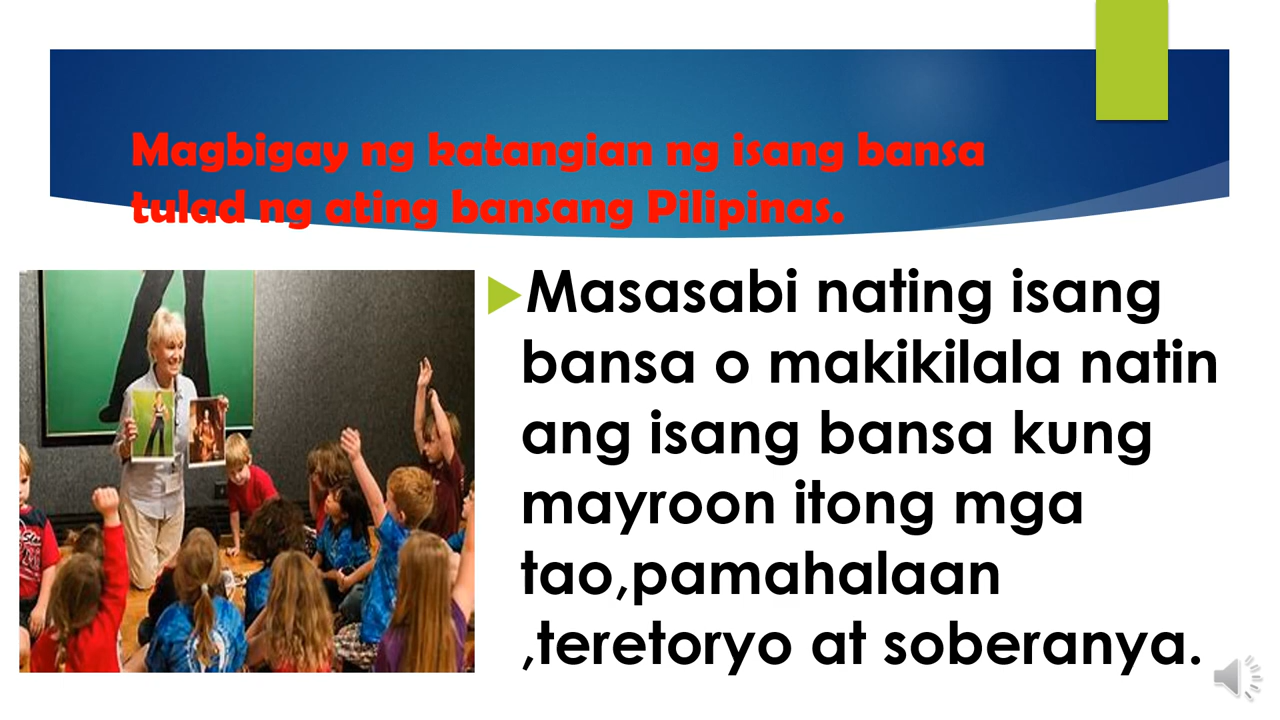 Magbigay ng katangian ng isang bansa
tulad ng ating bansang Pilipinas.
Masasabi nating isang
bansa o makikilala natin
ang isang bansa kung
mayroon itong mga
tao,pamahalaan
,teretoryo at soberanya.